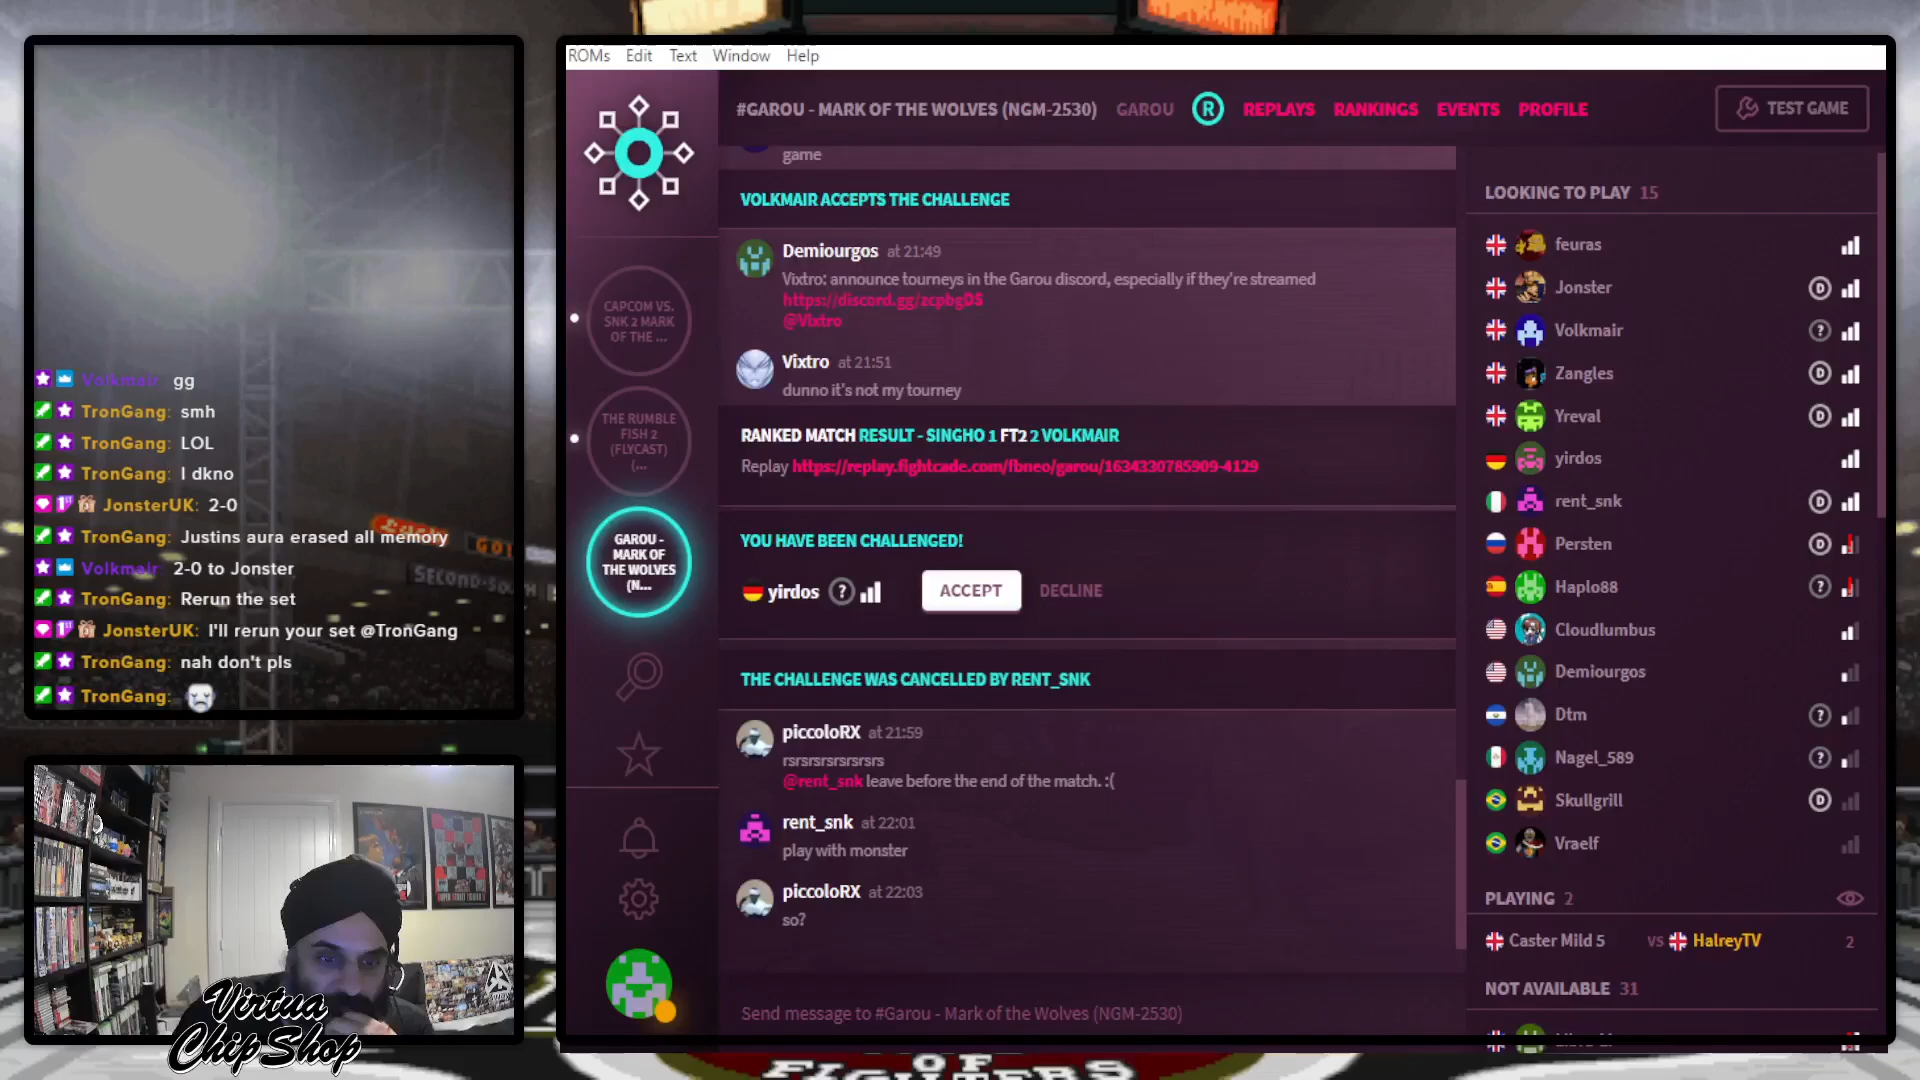 ROMs Edit Text Window Help
#GAROU - MARK OF THE WOLVES (NGM-2530) GAROU R REPLAYS RANKINGS EVENTS PROFILE
TEST GAME
CAPCOM VS.
SNK 2 MARK
OF THE ...
THE RUMBLE
FISH 2
(FLYCAST)
(...
GAROU -
MARK OF
THE WOLVES
(N...
game
VOLKMAIR ACCEPTS THE CHALLENGE
Demiourgos at 21:49
Vixtro: announce tourneys in the Garou discord, especially if they're streamed
https://discord.gg/zcpbgDS
@Vixtro
Vixtro at 21:51
dunno it's not my tourney
RANKED MATCH RESULT - SINGHO 1 FT2 2 VOLKMAIR
Replay https://replay.fightcade.com/fbneo/garou/1634330785909-4129
YOU HAVE BEEN CHALLENGED!
yirdos ? ACCEPT DECLINE
THE CHALLENGE WAS CANCELLED BY RENT_SNK
piccoloRX at 21:59
rsrsrsrsrsrsrs
@rent_snk leave before the end of the match. :(
rent_snk at 22:01
play with monster
piccoloRX at 22:03
so?
Send message to #Garou - Mark of the Wolves (NGM-2530)
LOOKING TO PLAY 15
feuras
Jonster D
Volkmair ?
Zangles D
Yreval D
yirdos
rent_snk D
Persten D
Haplo88 ?
Cloudlumbus
Demiourgos
Dtm ?
Nagel_589 ?
Skullgrill D
Vraelf
PLAYING 2
Caster Mild 5 VS HalreyTV 2
NOT AVAILABLE 31
Volkmair gg
TronGang: smh
TronGang: LOL
TronGang: I dkno
JonsterUK: 2-0
TronGang: Justins aura erased all memory
Volkmair 2-0 to Jonster
TronGang: Rerun the set
JonsterUK: I'll rerun your set @TronGang
TronGang: nah don't pls
TronGang:
Virtua
ChipShop
OF
FIGHTERS